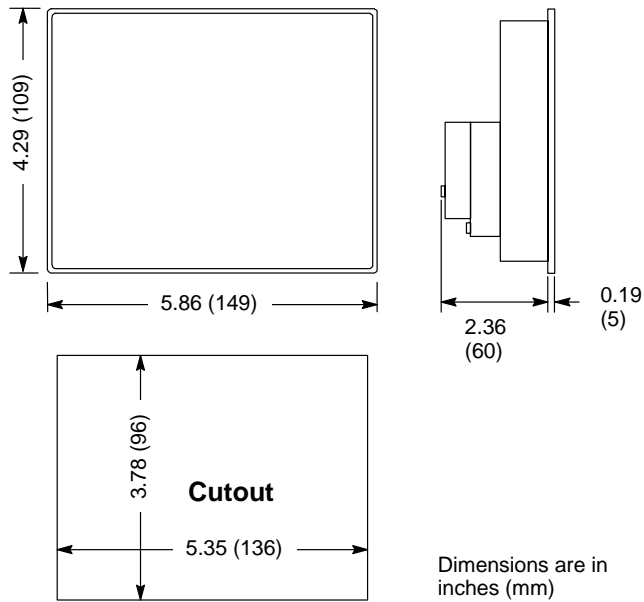 4.29 (109)
5.86 (149)
2.36
(60)
0.19
(5)
3.78 (96)
Cutout
5.35 (136)
Dimensions are in
inches (mm)